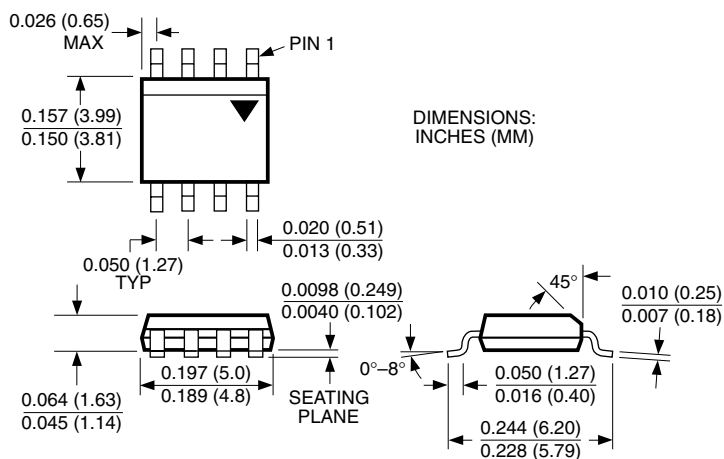 0.026 (0.65)
MAX
PIN 1
0.157 (3.99)
0.150 (3.81)
DIMENSIONS:
INCHES (MM)
0.020 (0.51)
0.013 (0.33)
0.050 (1.27)
TYP
0.0098 (0.249)
0.0040 (0.102)
45°
0.010 (0.25)
0.007 (0.18)
0°–8°
0.064 (1.63)
0.045 (1.14)
0.197 (5.0)
0.189 (4.8)
SEATING
PLANE
0.050 (1.27)
0.016 (0.40)
0.244 (6.20)
0.228 (5.79)